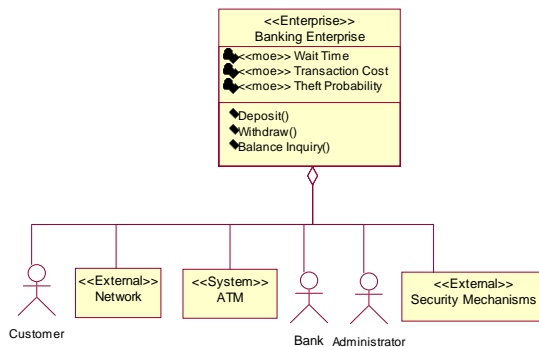 <<Enterprise>>
Banking Enterprise
<<moe>> Wait Time
<<moe>> Transaction Cost
<<moe>> Theft Probability
Deposit()
Withdraw()
Balance Inquiry()
<<External>>
Network
<<System>>
ATM
<<External>>
Security Mechanisms
Customer
Bank
Administrator